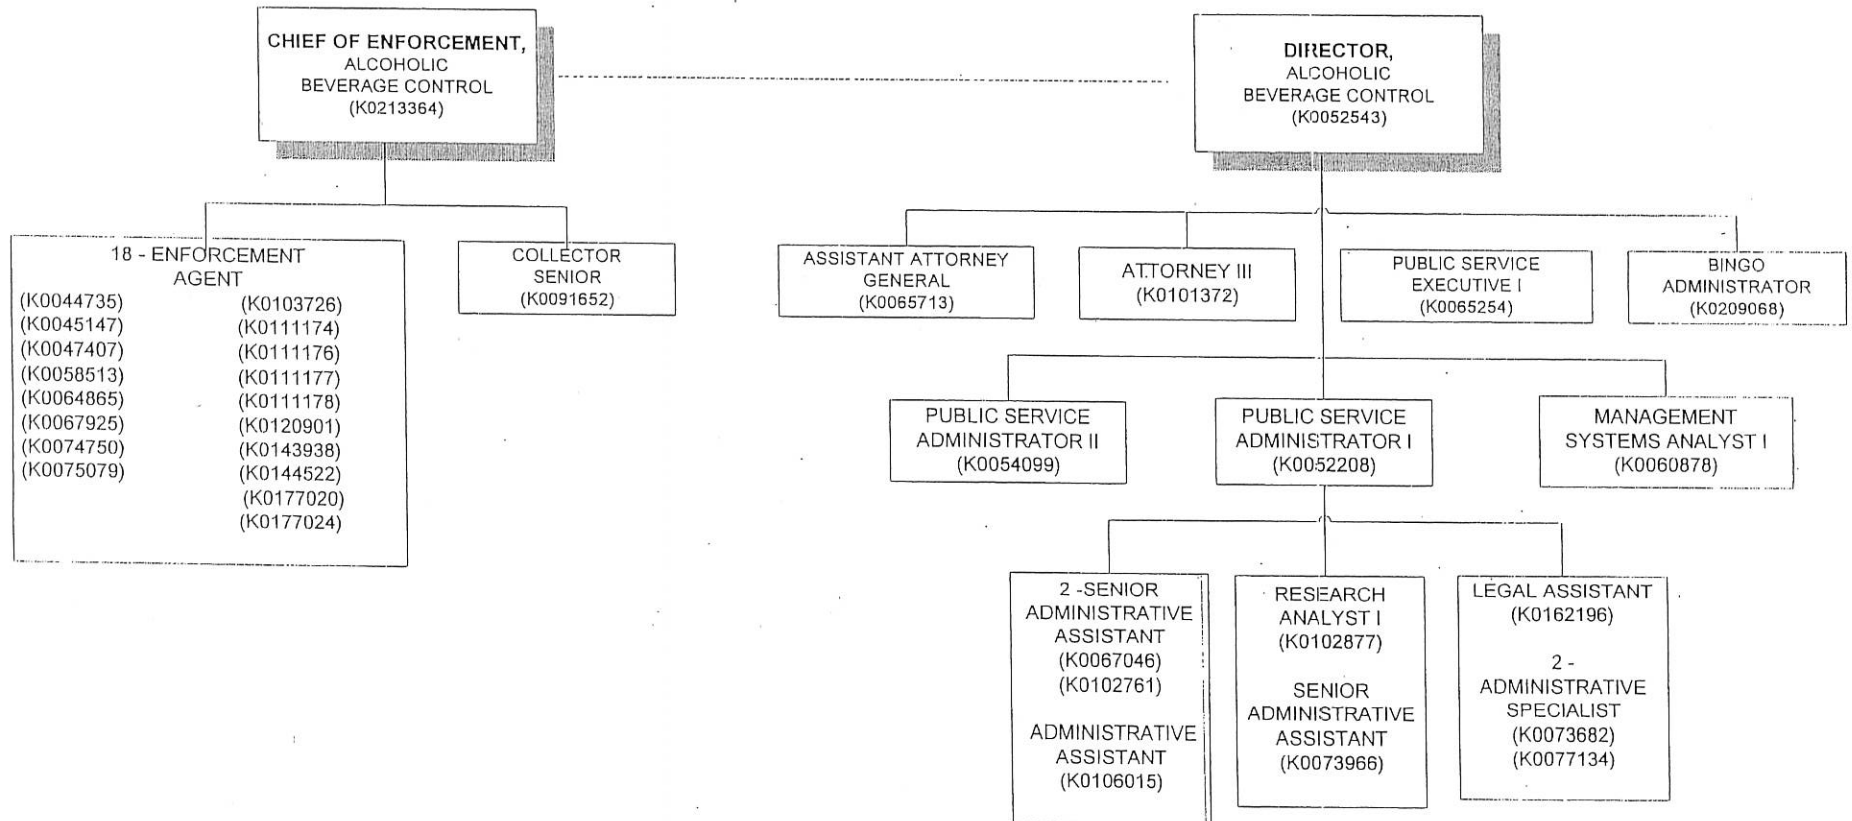 CHIEF OF ENFORCEMENT,
ALCOHOLIC
BEVERAGE CONTROL
(K0213364)
DIRECTOR,
ALCOHOLIC
BEVERAGE CONTROL
(K0052543)
18 - ENFORCEMENT
AGENT
(K0044735)
(K0045147)
(K0047407)
(K0058513)
(K0064865)
(K0067925)
(K0074750)
(K0075079)
(K0103726)
(K0111174)
(K0111176)
(K0111177)
(K0111178)
(K0120901)
(K0143938)
(K0144522)
(K0177020)
(K0177024)
COLLECTOR
SENIOR
(K0091652)
ASSISTANT ATTORNEY
GENERAL
(K0065713)
ATTORNEY III
(K0101372)
PUBLIC SERVICE
EXECUTIVE I
(K0065254)
BINGO
ADMINISTRATOR
(K0209068)
PUBLIC SERVICE
ADMINISTRATOR II
(K0054099)
PUBLIC SERVICE
ADMINISTRATOR I
(K0052208)
MANAGEMENT
SYSTEMS ANALYST I
(K0060878)
2 -SENIOR
ADMINISTRATIVE
ASSISTANT
(K0067046)
(K0102761)
ADMINISTRATIVE
ASSISTANT
(K0106015)
RESEARCH
ANALYST I
(K0102877)
SENIOR
ADMINISTRATIVE
ASSISTANT
(K0073966)
LEGAL ASSISTANT
(K0162196)
2 -
ADMINISTRATIVE
SPECIALIST
(K0073682)
(K0077134)